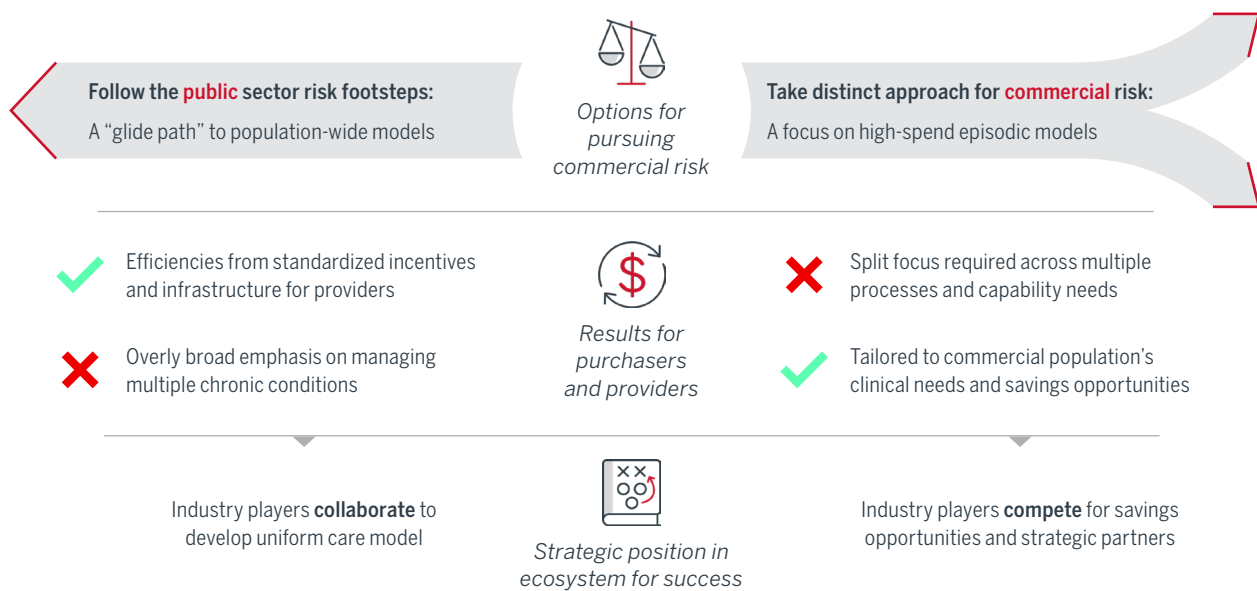 Follow the public sector risk footsteps:
A “glide path” to population-wide models
Options for
pursuing
commercial risk
Take distinct approach for commercial risk:
A focus on high-spend episodic models
Efficiencies from standardized incentives
and infrastructure for providers
Overly broad emphasis on managing
multiple chronic conditions
$
Results for
purchasers
and providers
Split focus required across multiple
processes and capability needs
Tailored to commercial population’s
clinical needs and savings opportunities
Industry players collaborate to
develop uniform care model
Strategic position in
ecosystem for success
Industry players compete for savings
opportunities and strategic partners